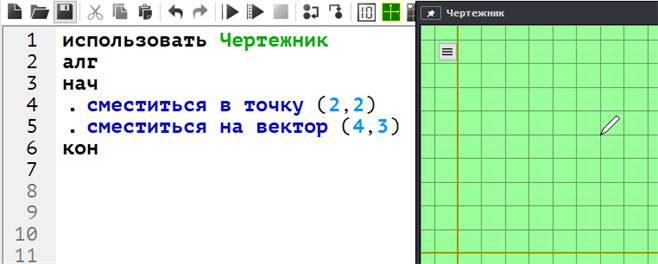 Чертежник
1 использовать Чертежник
2 алг
3 нач
4 . сместиться в точку (2,2)
5 . сместиться на вектор (4,3)
6 кон
7
8
9
10
11